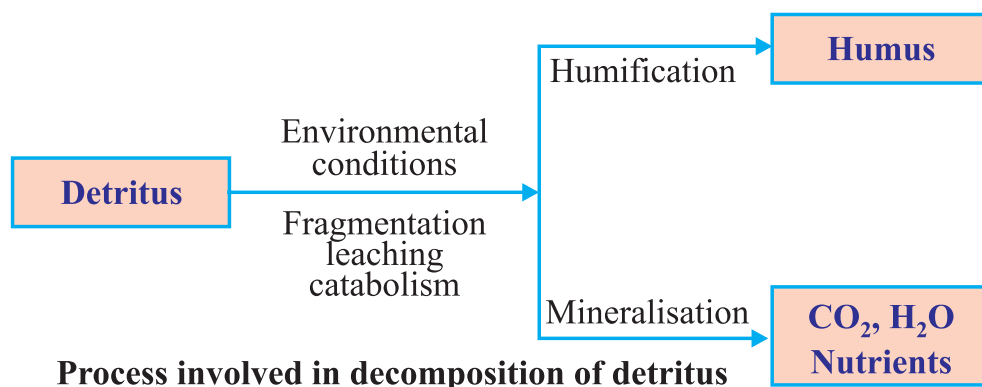 Humus
Humification
Environmental
conditions
Detritus
Fragmentation
leaching
catabolism
Mineralisation
CO₂, H₂O
Nutrients
Process involved in decomposition of detritus